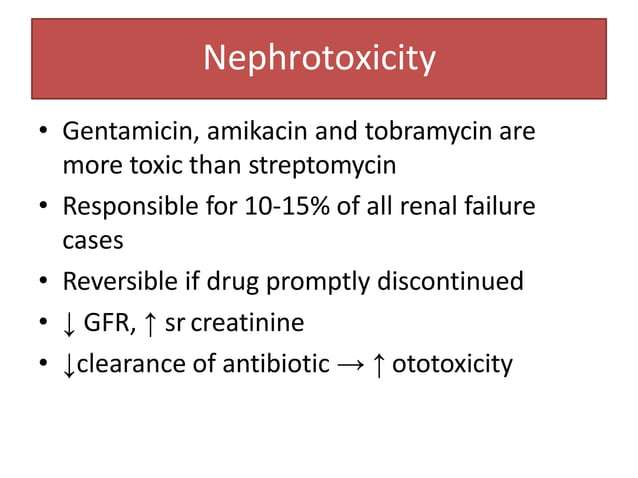 Nephrotoxicity
• Gentamicin, amikacin and tobramycin are
more toxic than streptomycin
• Responsible for 10-15% of all renal failure
cases
• Reversible if drug promptly discontinued
• ↓ GFR, ↑ sr creatinine
• ↓clearance of antibiotic → ↑ ototoxicity